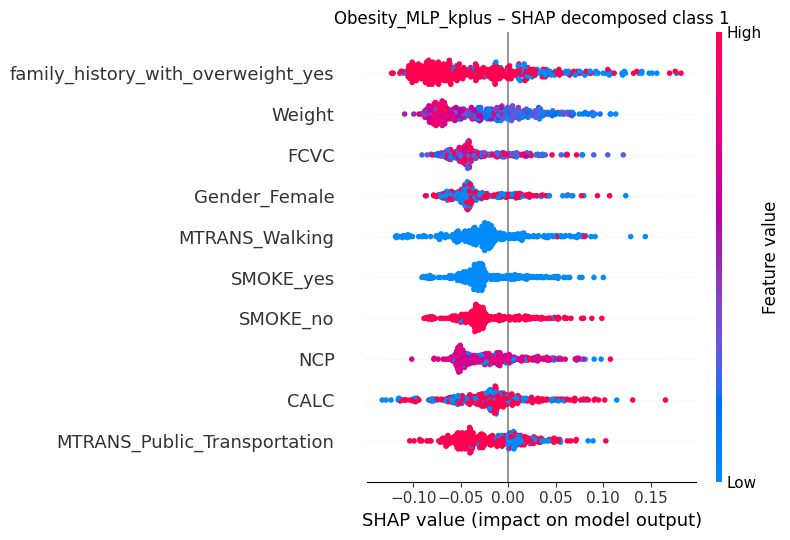 Obesity_MLP_kplus – SHAP decomposed class 1
High
family_history_with_overweight_yes
Weight
FCVC
Gender_Female
MTRANS_Walking
SMOKE_yes
SMOKE_no
NCP
CALC
MTRANS_Public_Transportation
Feature value
Low
−0.10 −0.05 0.00 0.05 0.10 0.15
SHAP value (impact on model output)